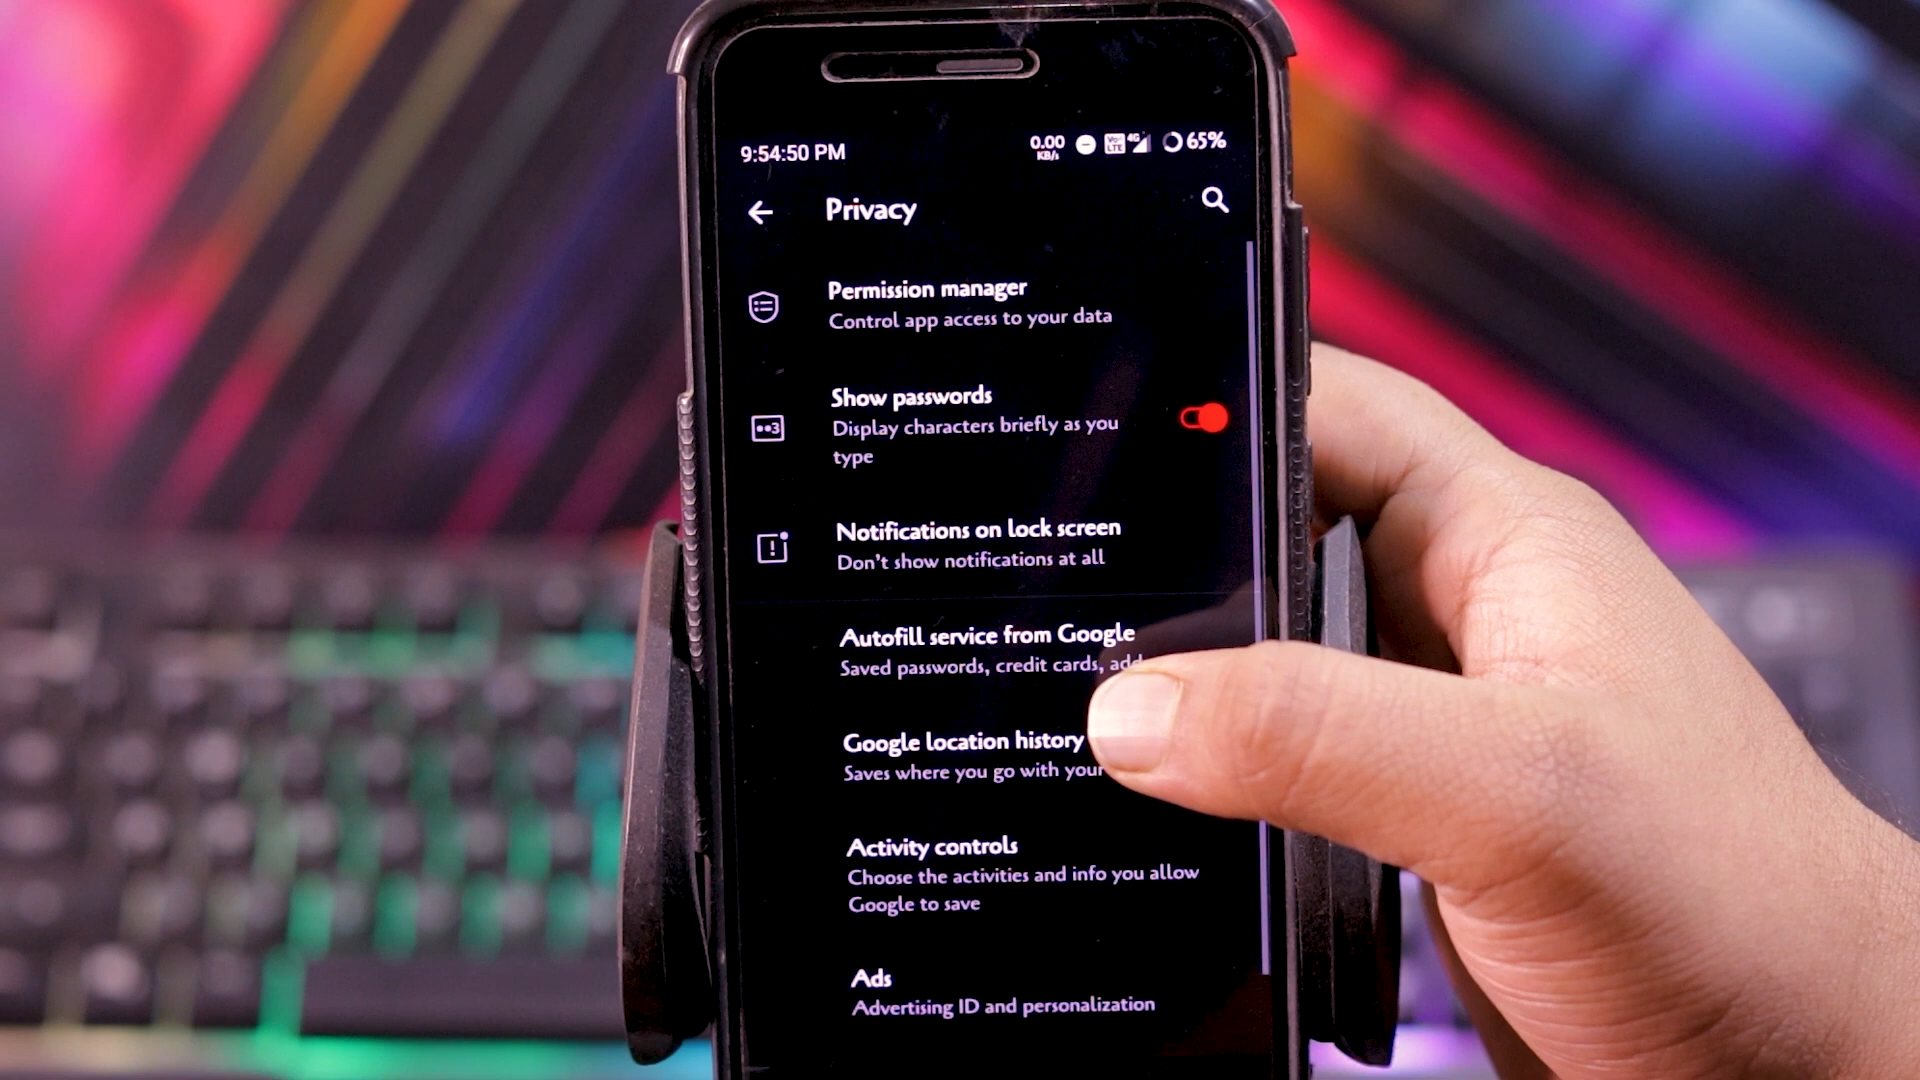 9:54:50 PM
0.00 KB/s Vo LTE 4G 65%
Privacy
Permission manager
Control app access to your data
Show passwords
Display characters briefly as you
type
Notifications on lock screen
Don't show notifications at all
Autofill service from Google
Saved passwords, credit cards,
Google location history
Saves where you go with your
Activity controls
Choose the activities and info you allow
Google to save
Ads
Advertising ID and personalization